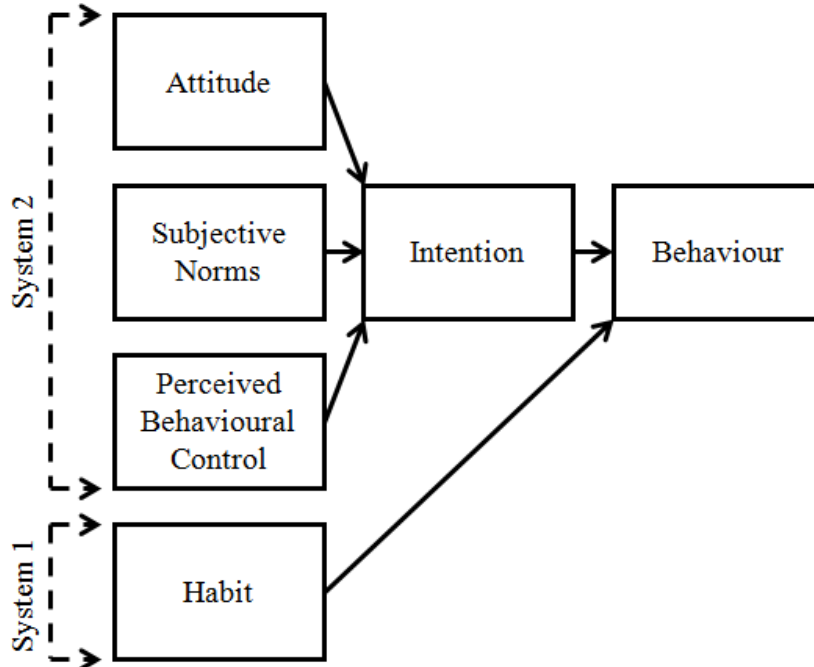 Attitude
System 2
Subjective
Norms
Intention
Behaviour
Perceived
Behavioural
Control
System 1
Habit